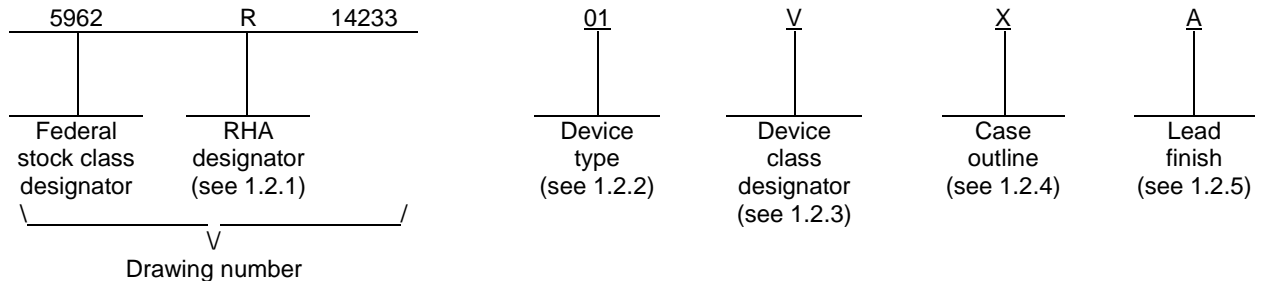 5962 R 14233 01 V X A
Federal RHA Device Device Case Lead
stock class designator type class outline finish
designator (see 1.2.1) (see 1.2.2) designator (see 1.2.4) (see 1.2.5)
(see 1.2.3)
Drawing number